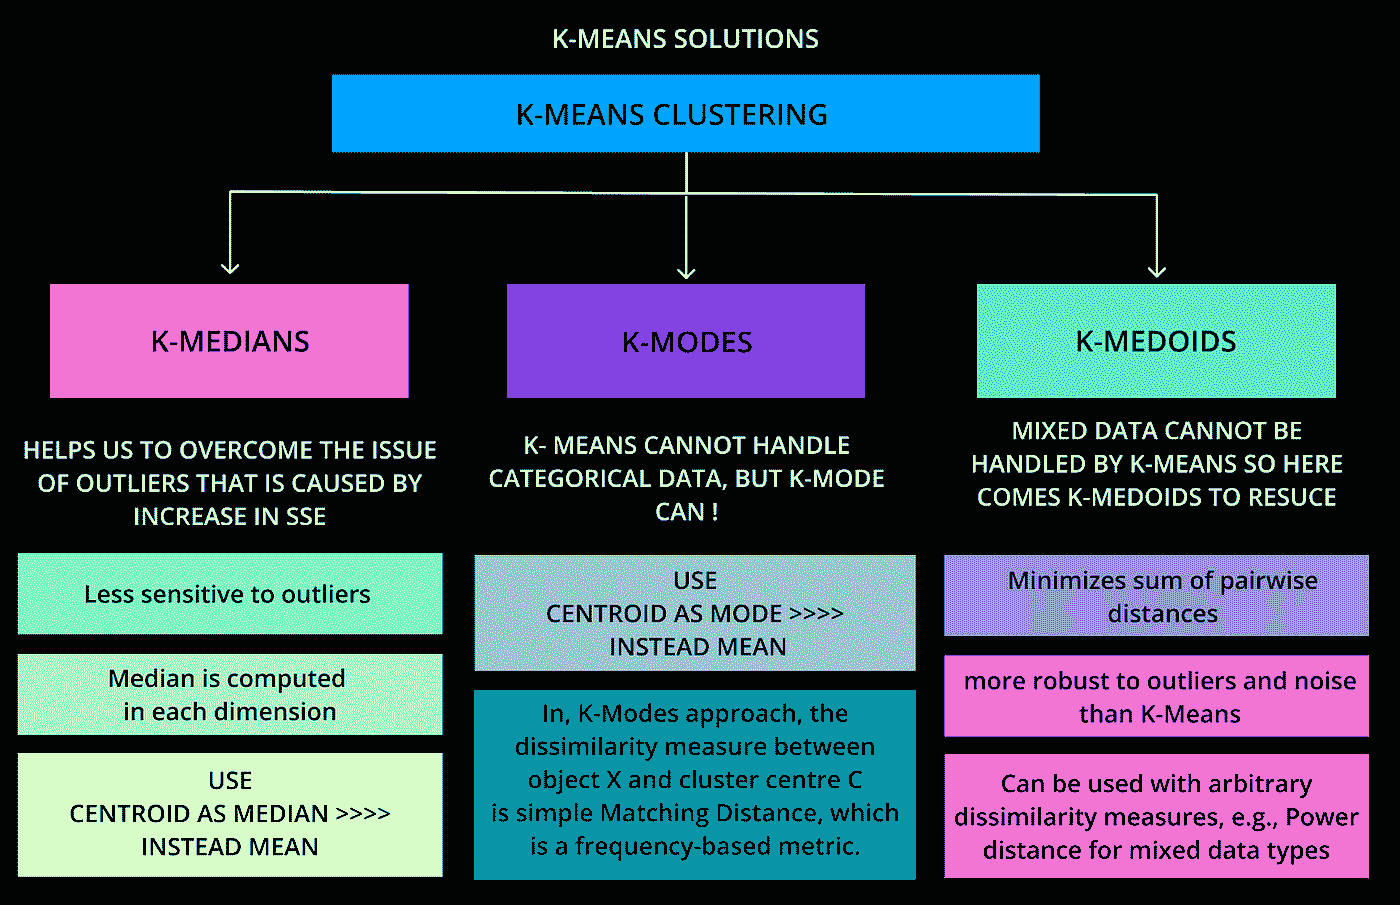 K-MEANS SOLUTIONS
K-MEANS CLUSTERING
K-MEDIANS
HELPS US TO OVERCOME THE ISSUE
OF OUTLIERS THAT IS CAUSED BY
INCREASE IN SSE
Less sensitive to outliers
Median is computed
in each dimension
USE
CENTROID AS MEDIAN >>>>
INSTEAD MEAN
K-MODES
K- MEANS CANNOT HANDLE
CATEGORICAL DATA, BUT K-MODE
CAN !
USE
CENTROID AS MODE >>>>
INSTEAD MEAN
In, K-Modes approach, the
dissimilarity measure between
object X and cluster centre C
is simple Matching Distance, which
is a frequency-based metric.
K-MEDOIDS
MIXED DATA CANNOT BE
HANDLED BY K-MEANS SO HERE
COMES K-MEDOIDS TO RESUCE
Minimizes sum of pairwise
distances
more robust to outliers and noise
than K-Means
Can be used with arbitrary
dissimilarity measures, e.g., Power
distance for mixed data types